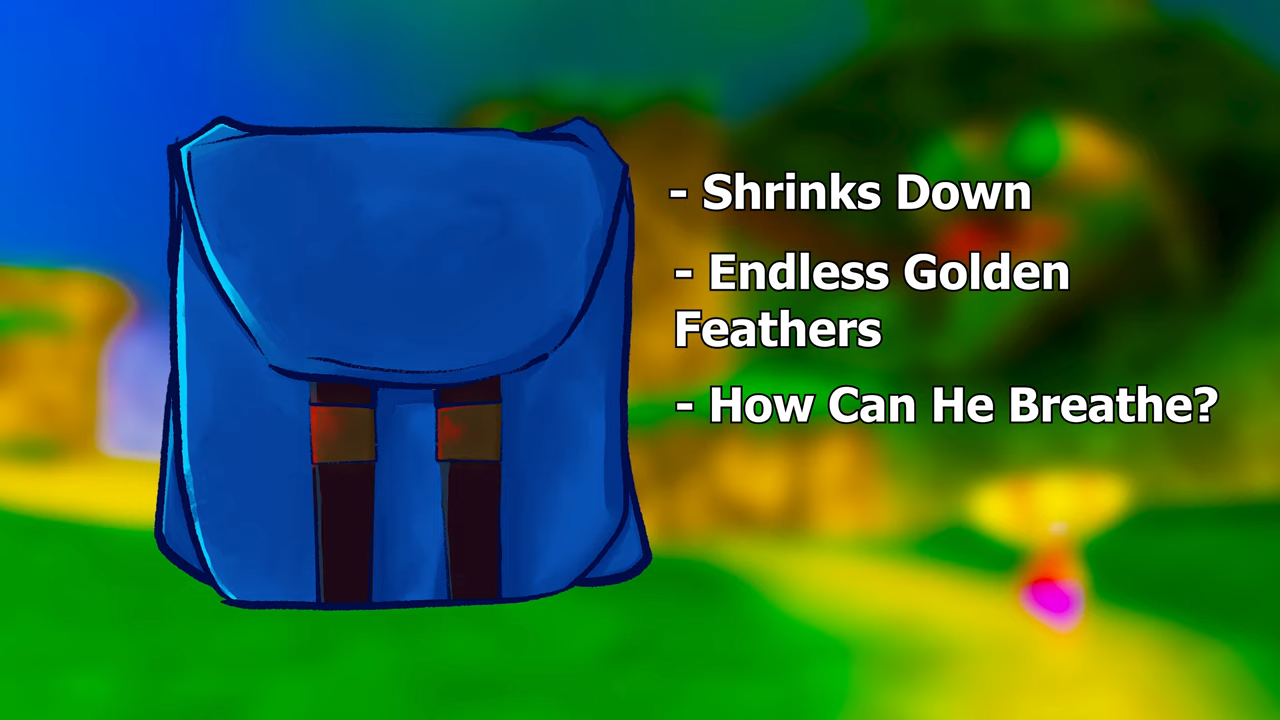 - Shrinks Down
- Endless Golden
Feathers
- How Can He Breathe?